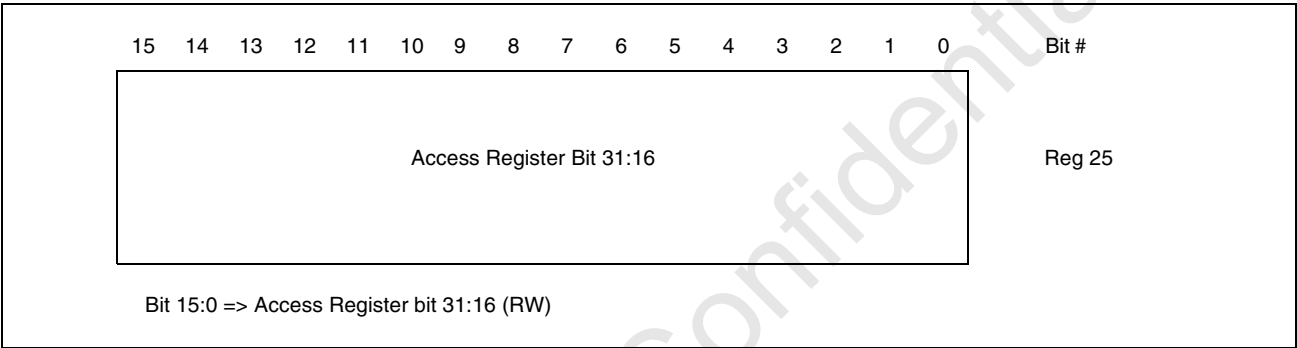 15 14 13 12 11 10 9 8 7 6 5 4 3 2 1 0 Bit #
Access Register Bit 31:16 Reg 25
Bit 15:0 => Access Register bit 31:16 (RW)